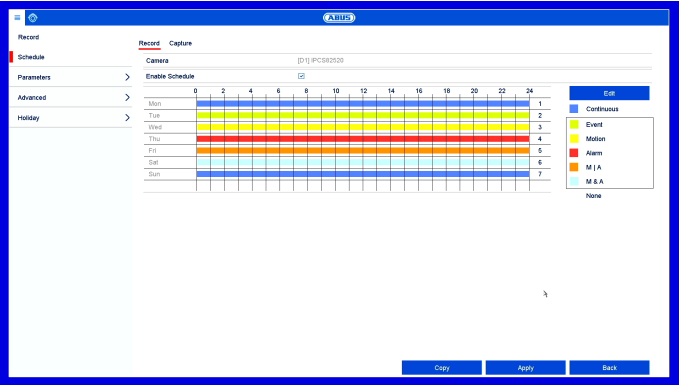 ABUS
Record
Schedule
Parameters
Advanced
Holiday
Record Capture
Camera [D1] IPCS82520
Enable Schedule
0 2 4 6 8 10 12 14 16 18 20 22 24
Mon 1
Tue 2
Wed 3
Thu 4
Fri 5
Sat 6
Sun 7
Edit
Continuous
Event
Motion
Alarm
M | A
M & A
None
Copy Apply Back